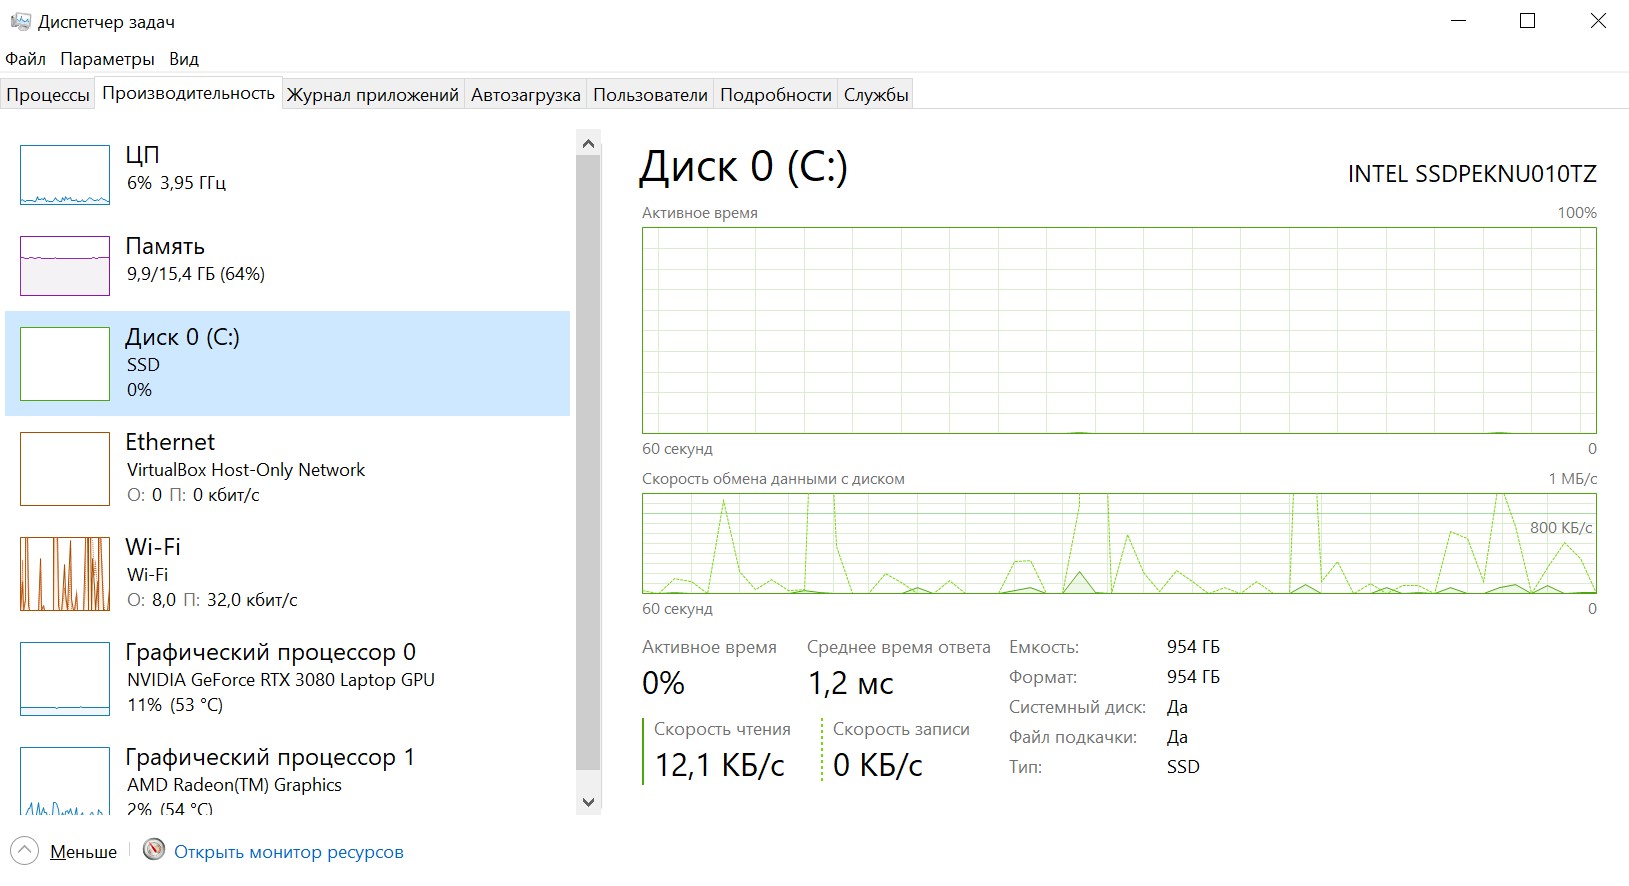 Диспетчер задач
Файл Параметры Вид
Процессы Производительность Журнал приложений Автозагрузка Пользователи Подробности Службы
ЦП
6% 3,95 ГГц
Память
9,9/15,4 ГБ (64%)
Диск 0 (C:)
SSD
0%
Ethernet
VirtualBox Host-Only Network
О: 0 П: 0 кбит/с
Wi-Fi
Wi-Fi
О: 8,0 П: 32,0 кбит/с
Графический процессор 0
NVIDIA GeForce RTX 3080 Laptop GPU
11% (53 °C)
Графический процессор 1
AMD Radeon(TM) Graphics
2% (54 °C)
Диск 0 (C:)
INTEL SSDPEKNU010TZ
Активное время 100%
60 секунд 0
Скорость обмена данными с диском 1 МБ/с
800 КБ/с
60 секунд 0
Активное время
0%
Среднее время ответа
1,2 мс
Скорость чтения
12,1 КБ/с
Скорость записи
0 КБ/с
Емкость: 954 ГБ
Формат: 954 ГБ
Системный диск: Да
Файл подкачки: Да
Тип: SSD
Меньше
Открыть монитор ресурсов